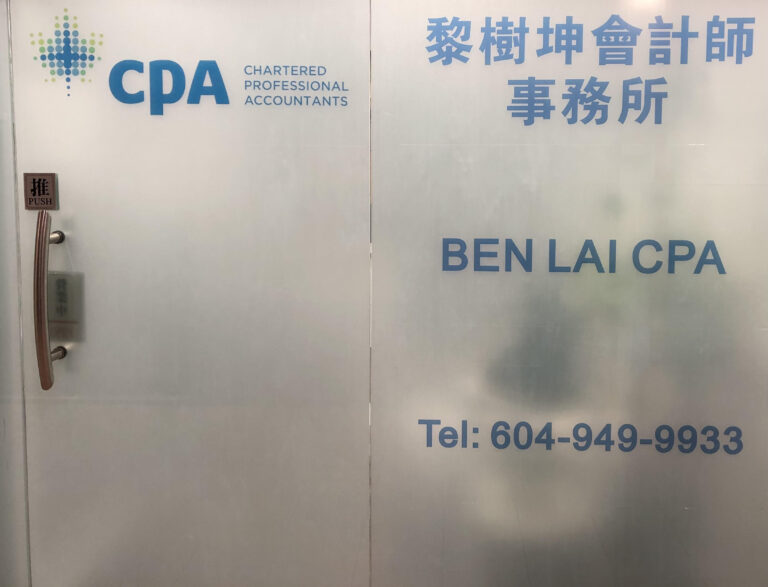 CPA
CHARTERED
PROFESSIONAL
ACCOUNTANTS
推
PUSH
黎樹坤會計師
事務所
BEN LAI CPA
Tel: 604-949-9933